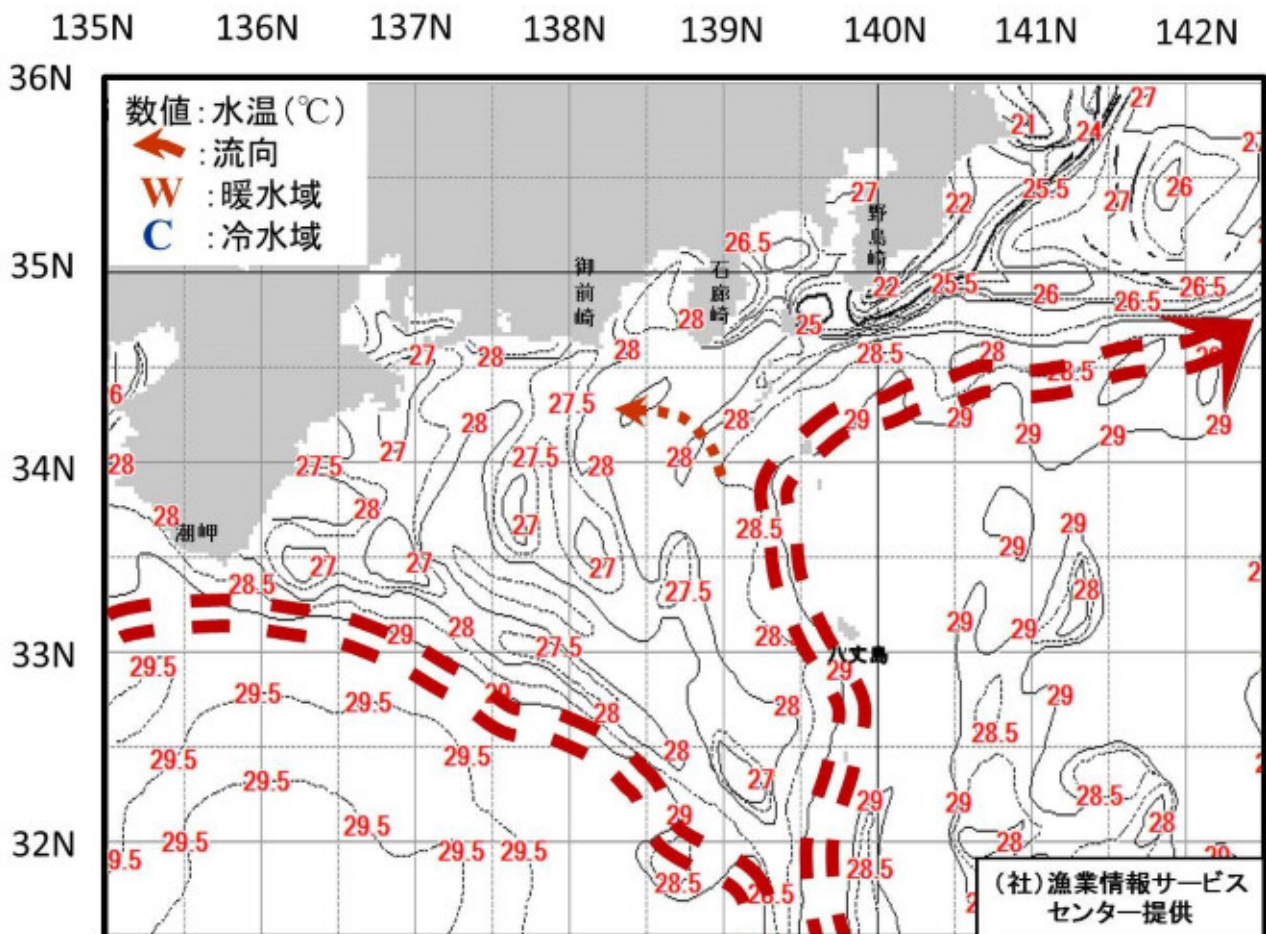 135N 136N 137N 138N 139N 140N 141N 142N
36N
数値:水温(℃)
:流向
W :暖水域
C :冷水域
21 24 27
27 25.5 27 26
22
野島崎
35N
26.5
御前崎
石廊崎
28 25 22 25.5 26 26.5 26.5
27 28 28 28.5 28 28.5
27.5 28 29 29 29 29 29
28 27 28
34N
28 27.5 27.5 28 28
28 28 27 28.5 29 29
潮岬
27 27 27 27.5 28
28.5 29 28 28 29 29
33N
27.5 八丈島
29
29.5 29.5 29.5 29 28 28 29
29.5 29.5 28 27 28.5
29.5 29 29 29 28.5
29.5 28
32N
29.5 29.5 29.5 28 29
28.5 28.5 28.5
(社)漁業情報サービス
センター提供